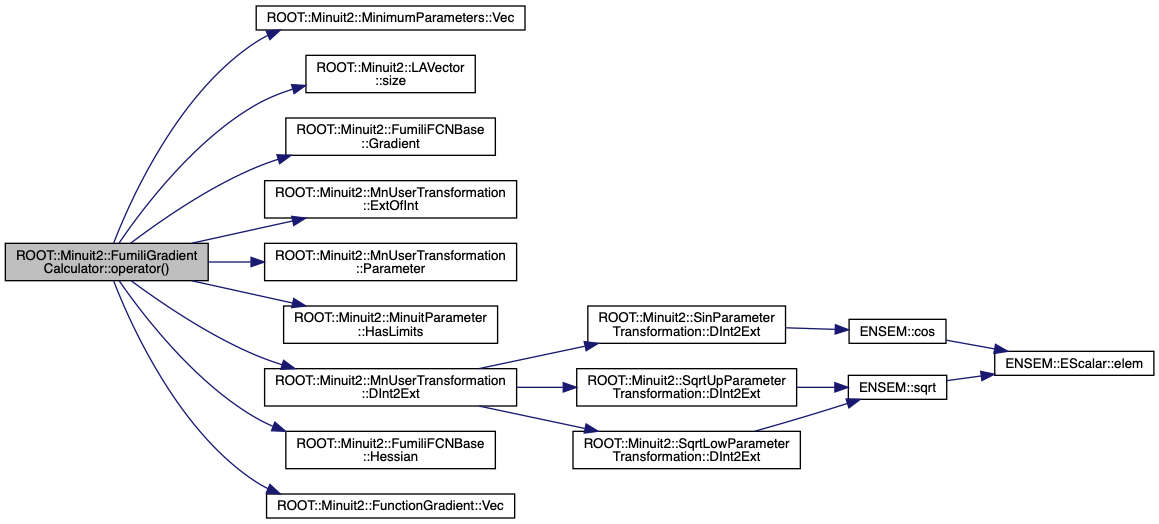 ROOT::Minuit2::MinimumParameters::Vec
ROOT::Minuit2::LAVector
::size
ROOT::Minuit2::FumiliFCNBase
::Gradient
ROOT::Minuit2::MnUserTransformation
::ExtOfInt
ROOT::Minuit2::FumiliGradient
Calculator::operator()
ROOT::Minuit2::MnUserTransformation
::Parameter
ROOT::Minuit2::MinuitParameter
::HasLimits
ROOT::Minuit2::MnUserTransformation
::DInt2Ext
ROOT::Minuit2::FumiliFCNBase
::Hessian
ROOT::Minuit2::FunctionGradient::Vec
ROOT::Minuit2::SinParameter
Transformation::DInt2Ext
ROOT::Minuit2::SqrtUpParameter
Transformation::DInt2Ext
ROOT::Minuit2::SqrtLowParameter
Transformation::DInt2Ext
ENSEM::cos
ENSEM::sqrt
ENSEM::EScalar::elem